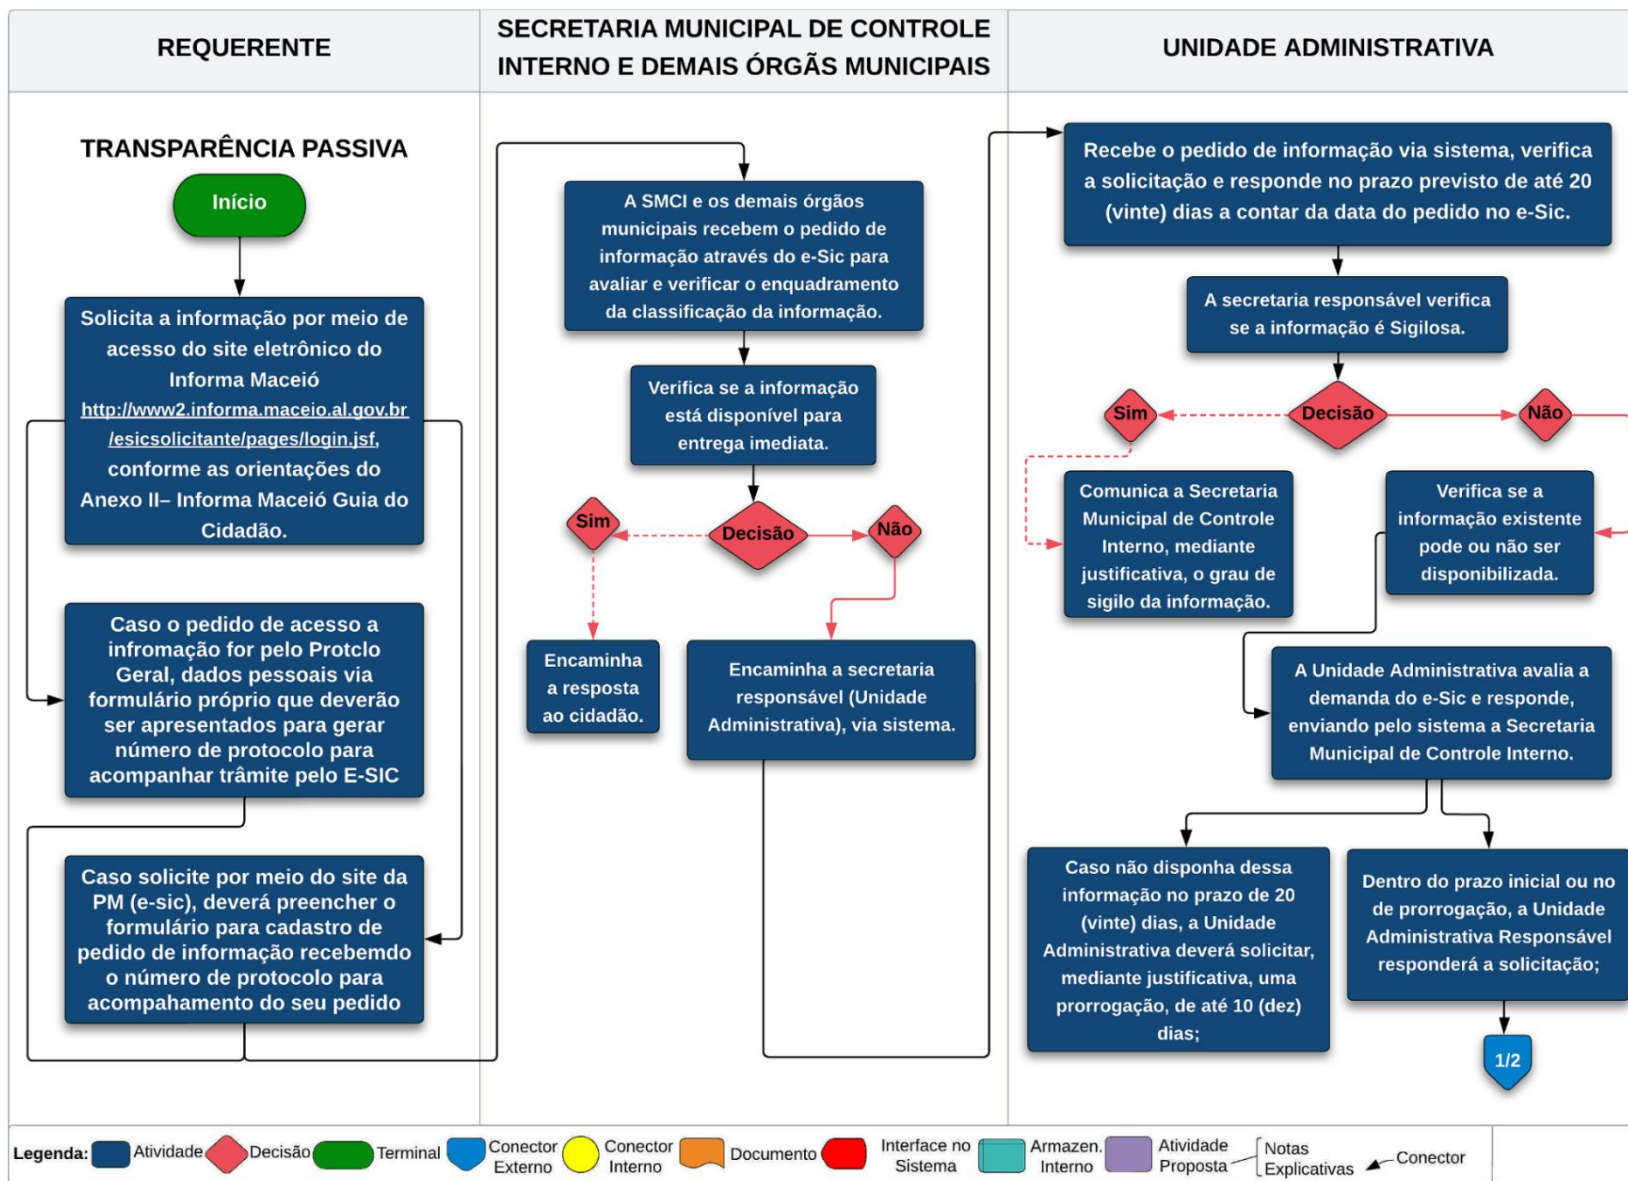 REQUERENTE
SECRETARIA MUNICIPAL DE CONTROLE
INTERNO E DEMAIS ÓRGÃS MUNICIPAIS
UNIDADE ADMINISTRATIVA
TRANSPARÊNCIA PASSIVA
Início
Solicita a informação por meio de
acesso do site eletrônico do
Informa Maceió
http://www2.informa.maceio.al.gov.br
/esicsolicitante/pages/login.jsf,
conforme as orientações do
Anexo II– Informa Maceió Guia do
Cidadão.
Caso o pedido de acesso a
infromação for pelo Protclo
Geral, dados pessoais via
formulário próprio que deverão
ser apresentados para gerar
número de protocolo para
acompanhar trâmite pelo E-SIC
Caso solicite por meio do site da
PM (e-sic), deverá preencher o
formulário para cadastro de
pedido de informação recebemdo
o número de protocolo para
acompahamento do seu pedido
A SMCI e os demais órgãos
municipais recebem o pedido de
informação através do e-Sic para
avaliar e verificar o enquadramento
da classificação da informação.
Verifica se a informação
está disponível para
entrega imediata.
Sim
Decisão
Não
Encaminha
a resposta
ao cidadão.
Encaminha a secretaria
responsável (Unidade
Administrativa), via sistema.
Recebe o pedido de informação via sistema, verifica
a solicitação e responde no prazo previsto de até 20
(vinte) dias a contar da data do pedido no e-Sic.
A secretaria responsável verifica
se a informação é Sigilosa.
Sim
Decisão
Não
Comunica a Secretaria
Municipal de Controle
Interno, mediante
justificativa, o grau de
sigilo da informação.
Verifica se a
informação existente
pode ou não ser
disponibilizada.
A Unidade Administrativa avalia a
demanda do e-Sic e responde,
enviando pelo sistema a Secretaria
Municipal de Controle Interno.
Caso não disponha dessa
informação no prazo de 20
(vinte) dias, a Unidade
Administrativa deverá solicitar,
mediante justificativa, uma
prorrogação, de até 10 (dez)
dias;
Dentro do prazo inicial ou no
de prorrogação, a Unidade
Administrativa Responsável
responderá a solicitação;
1/2
Legenda:
Atividade
Decisão
Terminal
Conector
Externo
Conector
Interno
Documento
Interface no
Sistema
Armazen.
Interno
Atividade
Proposta
Notas
Explicativas
Conector